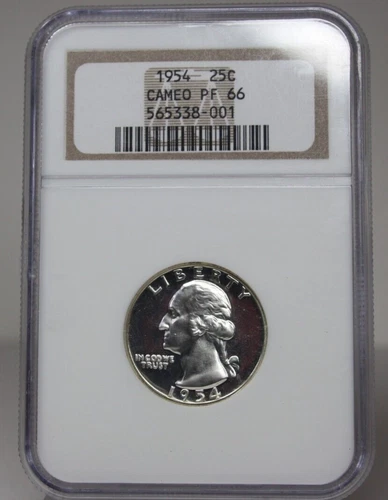 1954 25C
CAMEO PF 66
565338-001
LIBERTY
IN GOD WE
TRUST
1954